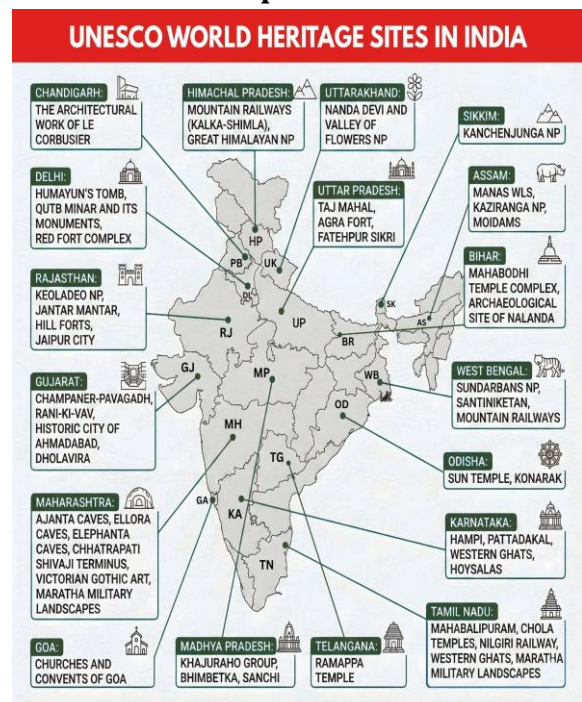 UNESCO WORLD HERITAGE SITES IN INDIA
CHANDIGARH:
THE ARCHITECTURAL
WORK OF LE
CORBUSIER
HIMACHAL PRADESH:
MOUNTAIN RAILWAYS
(KALKA-SHIMLA),
GREAT HIMALAYAN NP
UTTARAKHAND:
NANDA DEVI AND
VALLEY OF
FLOWERS NP
SIKKIM:
KANCHENJUNGA NP
DELHI:
HUMAYUN'S TOMB,
QUTB MINAR AND ITS
MONUMENTS,
RED FORT COMPLEX
UTTAR PRADESH:
TAJ MAHAL,
AGRA FORT,
FATEHPUR SIKRI
ASSAM:
MANAS WLS,
KAZIRANGA NP,
MOIDAMS
RAJASTHAN:
KEOLADEO NP,
JANTAR MANTAR,
HILL FORTS,
JAIPUR CITY
BIHAR:
MAHABODHI
TEMPLE COMPLEX,
ARCHAEOLOGICAL
SITE OF NALANDA
HP
PB
UK
DL
RJ
UP
SK
AS
BR
GJ
MP
WB
OD
MH
TG
GA
KA
TN
GUJARAT:
CHAMPANER-PAVAGADH,
RANI-KI-VAV,
HISTORIC CITY OF
AHMADABAD,
DHOLAVIRA
WEST BENGAL:
SUNDARBANS NP,
SANTINIKETAN,
MOUNTAIN RAILWAYS
ODISHA:
SUN TEMPLE, KONARAK
MAHARASHTRA:
AJANTA CAVES, ELLORA
CAVES, ELEPHANTA
CAVES, CHHATRAPATI
SHIVAJI TERMINUS,
VICTORIAN GOTHIC ART,
MARATHA MILITARY
LANDSCAPES
KARNATAKA:
HAMPI, PATTADAKAL,
WESTERN GHATS,
HOYSALAS
GOA:
CHURCHES AND
CONVENTS OF GOA
MADHYA PRADESH:
KHAJURAHO GROUP,
BHIMBETKA, SANCHI
TELANGANA:
RAMAPPA
TEMPLE
TAMIL NADU:
MAHABALIPURAM, CHOLA
TEMPLES, NILGIRI RAILWAY,
WESTERN GHATS, MARATHA
MILITARY LANDSCAPES